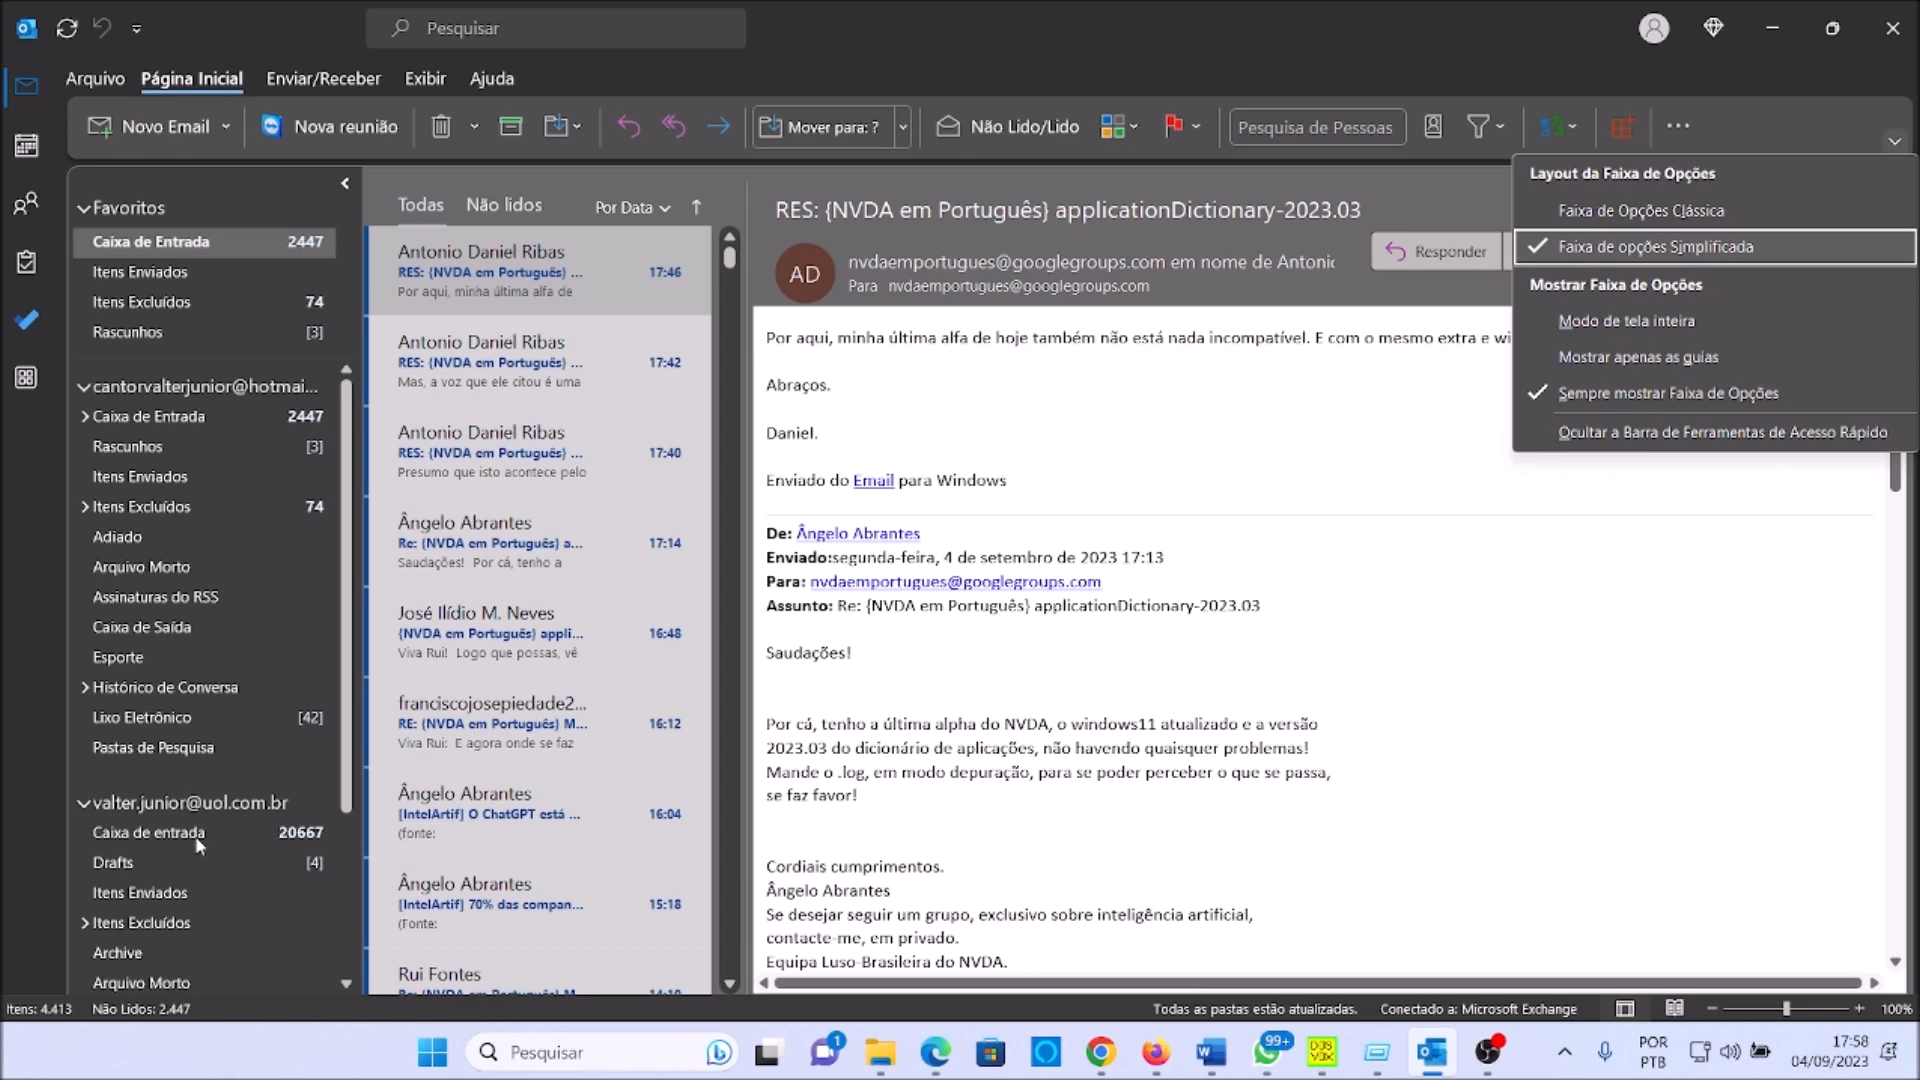 Pesquisar
Arquivo
Página Inicial
Enviar/Receber
Exibir
Ajuda
Novo Email
Nova reunião
Mover para: ?
Não Lido/Lido
Pesquisa de Pessoas
Layout da Faixa de Opções
Faixa de Opções Clássica
Faixa de opções Simplificada
Mostrar Faixa de Opções
Modo de tela inteira
Mostrar apenas as guias
Sempre mostrar Faixa de Opções
Ocultar a Barra de Ferramentas de Acesso Rápido
Favoritos
Caixa de Entrada 2447
Itens Enviados
Itens Excluídos 74
Rascunhos [3]
cantorvalterjunior@hotmai...
Caixa de Entrada 2447
Rascunhos [3]
Itens Enviados
Itens Excluídos 74
Adiado
Arquivo Morto
Assinaturas do RSS
Caixa de Saída
Esporte
Histórico de Conversa
Lixo Eletrônico [42]
Pastas de Pesquisa
valter.junior@uol.com.br
Caixa de entrada 20667
Drafts [4]
Itens Enviados
Itens Excluídos
Archive
Arquivo Morto
Todas Não lidos Por Data
Antonio Daniel Ribas
RES: {NVDA em Português} ... 17:46
Por aqui, minha última alfa de
Antonio Daniel Ribas
RES: {NVDA em Português} ... 17:42
Mas, a voz que ele citou é uma
Antonio Daniel Ribas
RES: {NVDA em Português} ... 17:40
Presumo que isto acontece pelo
Ângelo Abrantes
Re: {NVDA em Português} a... 17:14
Saudações! Por cá, tenho a
José Ilídio M. Neves
{NVDA em Português} appli... 16:48
Viva Rui! Logo que possas, vê
franciscojosepiedade2...
RE: {NVDA em Português} M... 16:12
Viva Rui: E agora onde se faz
Ângelo Abrantes
[IntelArtif] O ChatGPT está ... 16:04
(fonte:
Ângelo Abrantes
[IntelArtif] 70% das compan... 15:18
(Fonte:
Rui Fontes
RES: {NVDA em Português} applicationDictionary-2023.03
AD
nvdaemportugues@googlegroups.com em nome de Antonic
Para nvdaemportugues@googlegroups.com
Responder
Por aqui, minha última alfa de hoje também não está nada incompatível. E com o mesmo extra e wi
Abraços.
Daniel.
Enviado do Email para Windows
De: Ângelo Abrantes
Enviado:segunda-feira, 4 de setembro de 2023 17:13
Para: nvdaemportugues@googlegroups.com
Assunto: Re: {NVDA em Português} applicationDictionary-2023.03
Saudações!
Por cá, tenho a última alpha do NVDA, o windows11 atualizado e a versão
2023.03 do dicionário de aplicações, não havendo quaisquer problemas!
Mande o .log, em modo depuração, para se poder perceber o que se passa,
se faz favor!
Cordiais cumprimentos.
Ângelo Abrantes
Se desejar seguir um grupo, exclusivo sobre inteligência artificial,
contacte-me, em privado.
Equipa Luso-Brasileira do NVDA.
Itens: 4.413 Não Lidos: 2.447
Todas as pastas estão atualizadas. Conectado a: Microsoft Exchange 100%
Pesquisar
1
99+
DOS
VOX
POR
PTB
17:58
04/09/2023